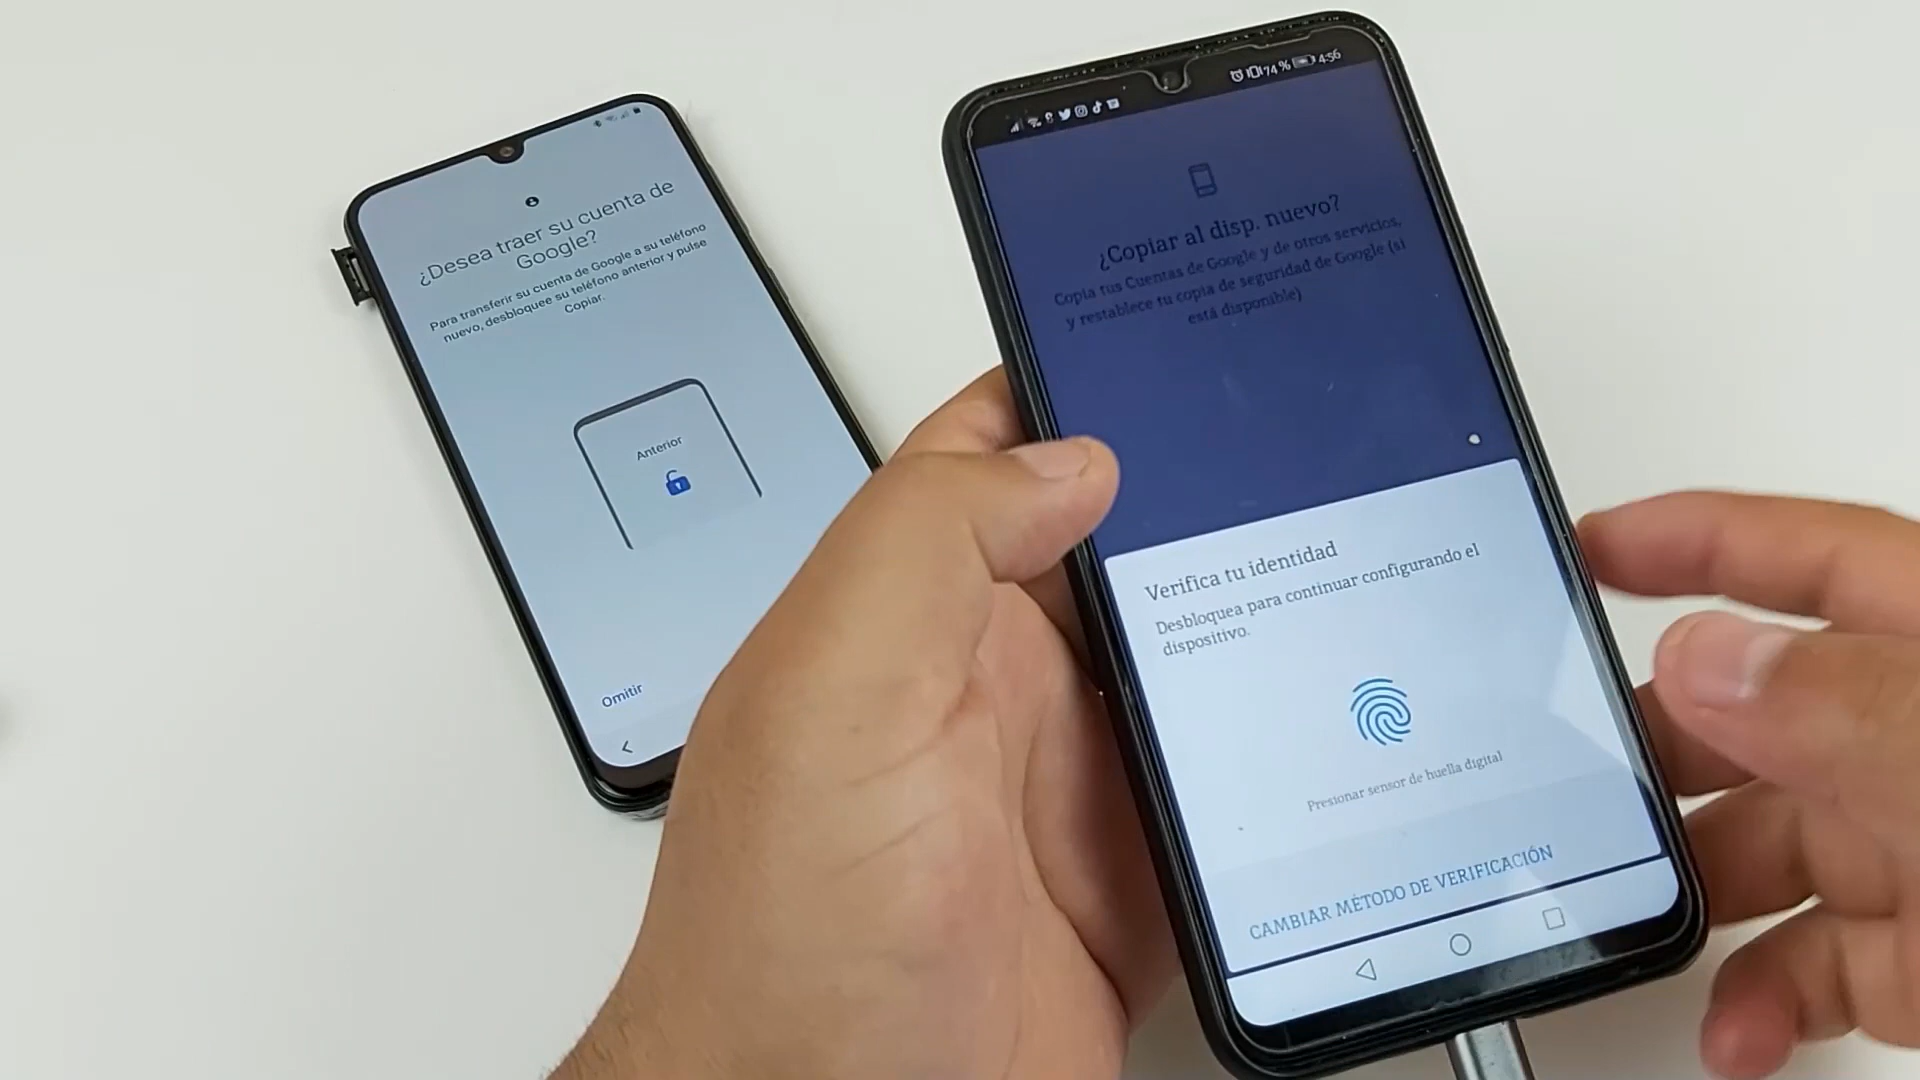 ¿Desea traer su cuenta de
Google?
Para transferir su cuenta de Google a su teléfono
nuevo, desbloquee su teléfono anterior y pulse
Copiar.
Anterior
Omitir
74 % 4:56
¿Copiar al disp. nuevo?
Copia tus Cuentas de Google y de otros servicios,
y restablece tu copia de seguridad de Google (si
está disponible)
Verifica tu identidad
Desbloquea para continuar configurando el
dispositivo.
Presionar sensor de huella digital
CAMBIAR MÉTODO DE VERIFICACIÓN